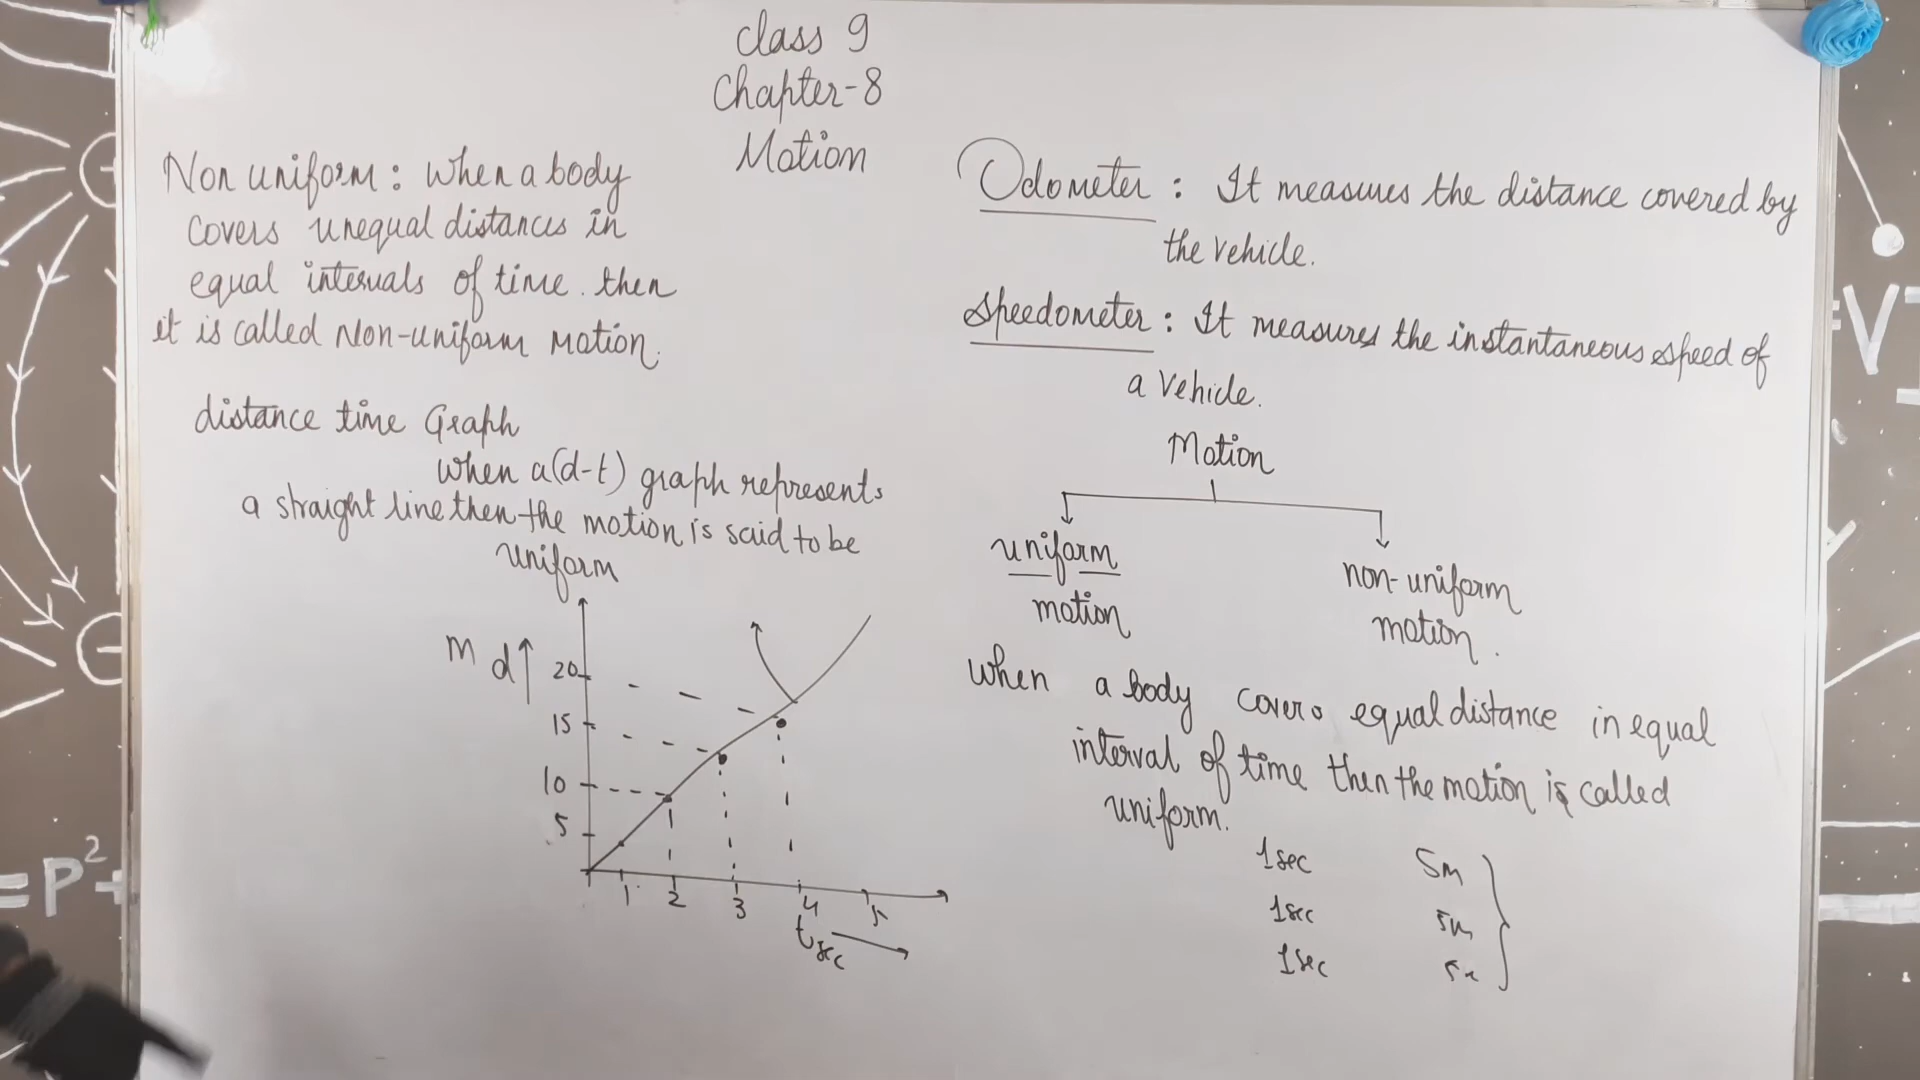 class 9
Chapter-8
Motion
Non uniform: when a body
covers unequal distances in
equal intervals of time. then
it is called Non-uniform motion.
distance time Graph
when a (d-t) graph represents
a straight line then the motion is said to be
uniform
m d
20
15
10
5
1 2 3 4 5
t sec
Odometer: It measures the distance covered by
the vehicle.
Speedometer: It measures the instantaneous speed of
a vehicle.
Motion
uniform
motion
non-uniform
motion.
when a body covers equal distance in equal
interval of time then the motion is called
uniform.
1sec 5m
1sec 5m
1sec
=P²+
=V